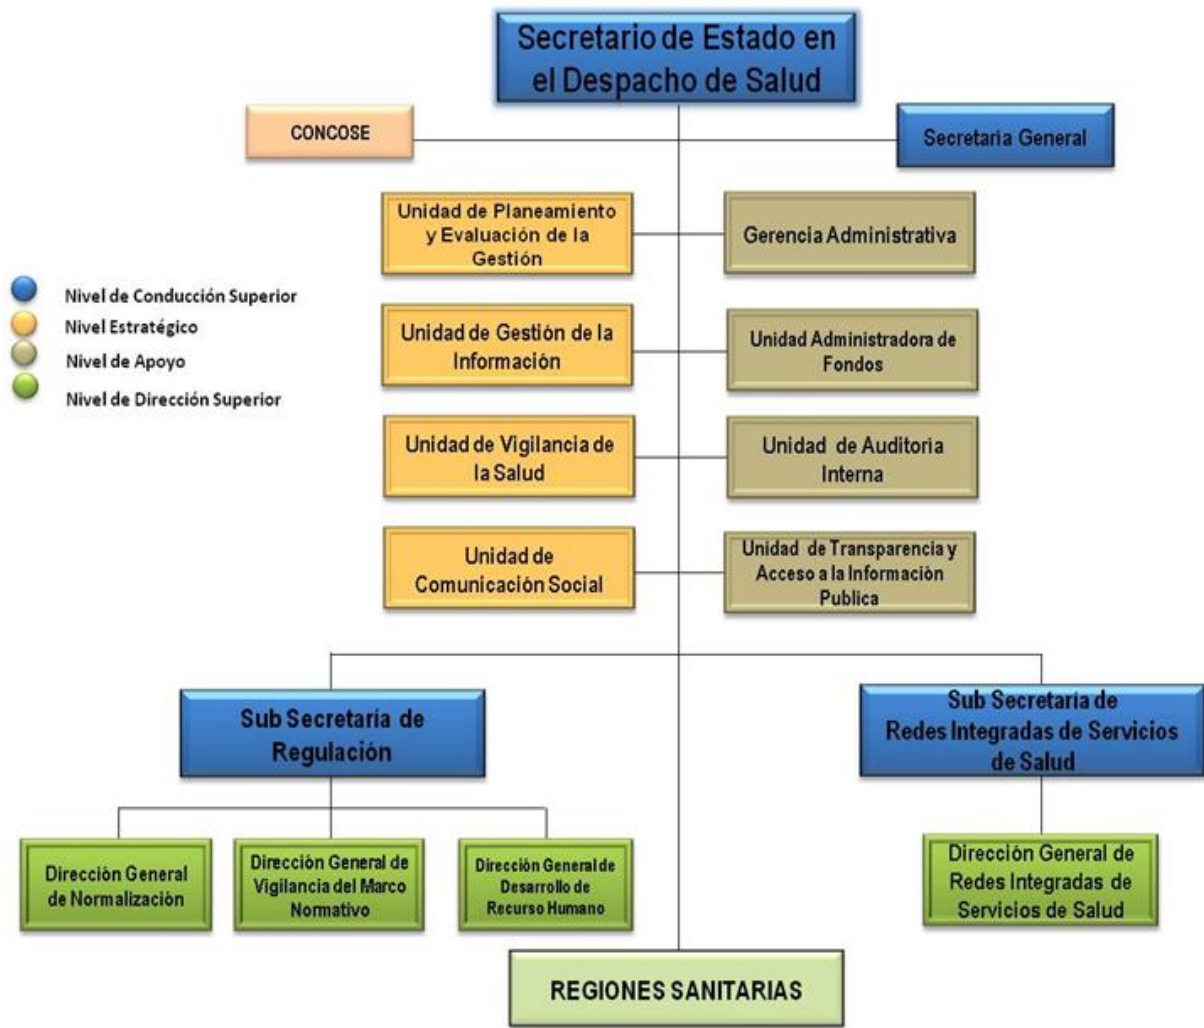 Secretario de Estado en
el Despacho de Salud
CONCOSE
Secretaría General
Unidad de Planeamiento
y Evaluación de la
Gestión
Gerencia Administrativa
Nivel de Conducción Superior
Nivel Estratégico
Nivel de Apoyo
Nivel de Dirección Superior
Unidad de Gestión de la
Información
Unidad Administradora de
Fondos
Unidad de Vigilancia de
la Salud
Unidad de Auditoría
Interna
Unidad de
Comunicación Social
Unidad de Transparencia y
Acceso a la Información
Publica
Sub Secretaría de
Regulación
Sub Secretaría de
Redes Integradas de Servicios
de Salud
Dirección General
de Normalización
Dirección General de
Vigilancia del Marco
Normativo
Dirección General de
Desarrollo de
Recurso Humano
Dirección General de
Redes Integradas de
Servicios de Salud
REGIONES SANITARIAS